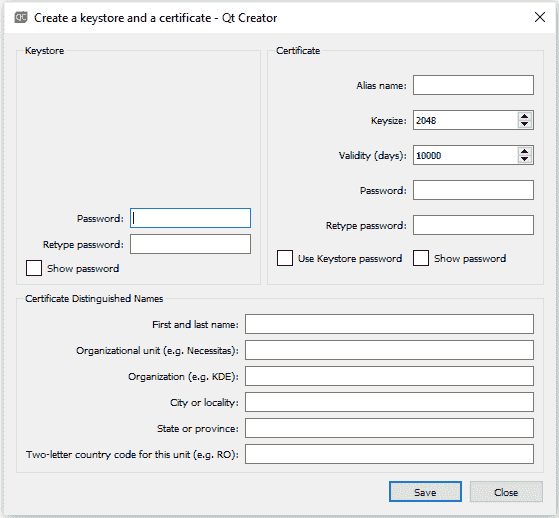 QC Create a keystore and a certificate - Qt Creator
Keystore
Password:
Retype password:
Show password
Certificate
Alias name:
Keysize: 2048
Validity (days): 10000
Password:
Retype password:
Use Keystore password Show password
Certificate Distinguished Names
First and last name:
Organizational unit (e.g. Necessitas):
Organization (e.g. KDE):
City or locality:
State or province:
Two-letter country code for this unit (e.g. RO):
Save Close